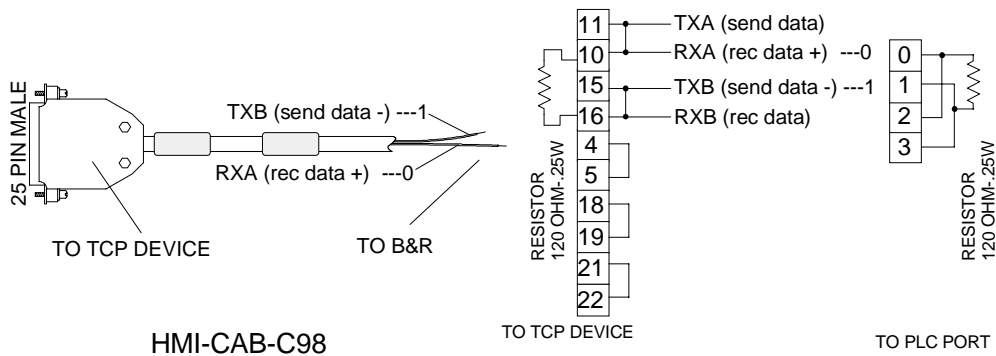 25 PIN MALE
TXB (send data -) ---1
RXA (rec data +) ---0
TO TCP DEVICE
TO B&R
HMI-CAB-C98
RESISTOR
120 OHM-.25W
11
10
15
16
4
5
18
19
21
22
TXA (send data)
RXA (rec data +) ---0
TXB (send data -) ---1
RXB (rec data)
TO TCP DEVICE
0
1
2
3
RESISTOR
120 OHM-.25W
TO PLC PORT